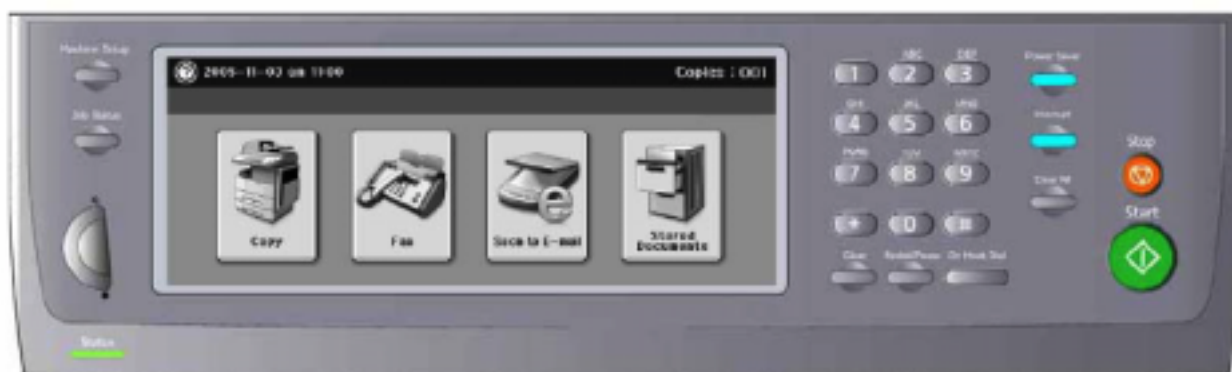 Machine Setup
Job Status
2005-11-03 am 11:00
Copies : 001
Copy
Fax
Scan to E-mail
Stored
Documents
ABC DEF
1 2 3
GHI JKL MNO
4 5 6
PQRS TUV WXYZ
7 8 9
* 0 #
Clear Redial/Pause On Hook Dial
Power Saver
Interrupt
Clear All
Stop
Start
Status